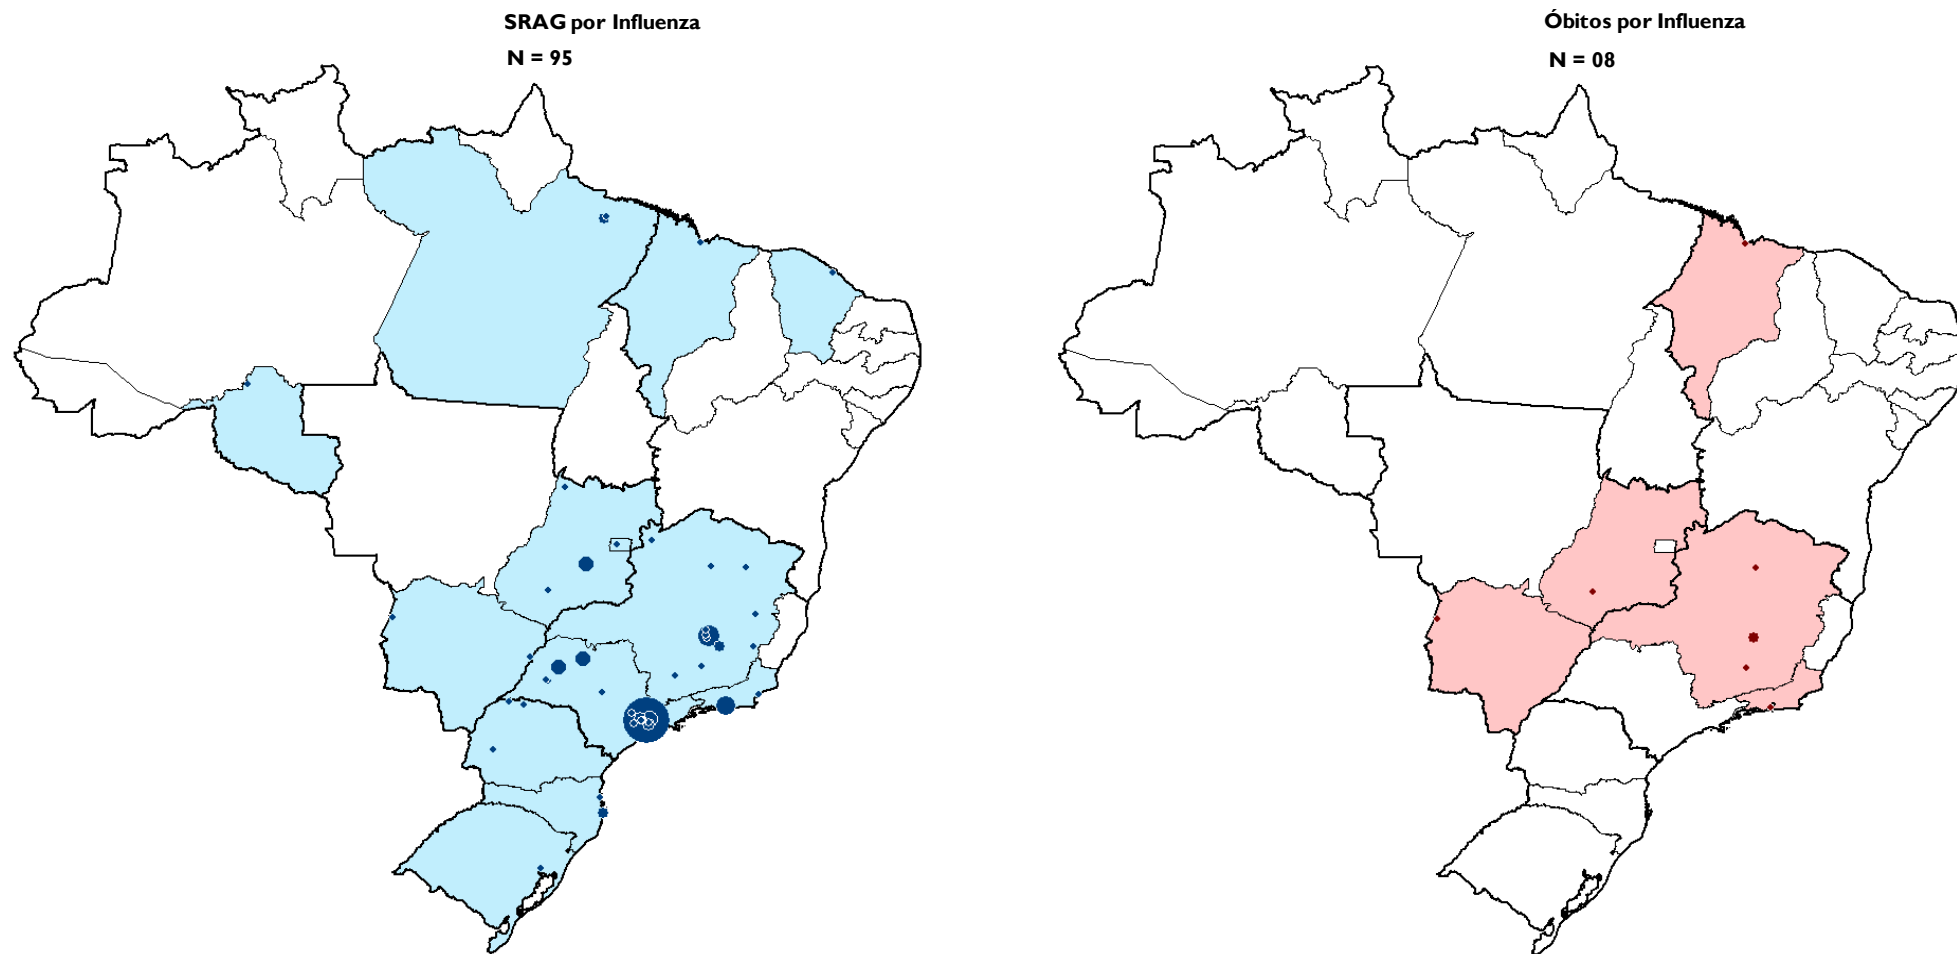 SRAG por Influenza
N = 95
Óbitos por Influenza
N = 08